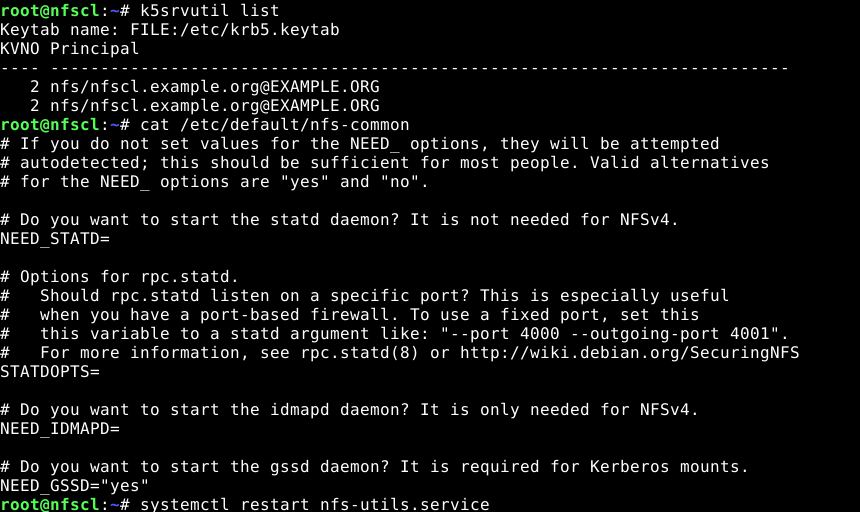 root@nfscl:~# k5srvutil list
Keytab name: FILE:/etc/krb5.keytab
KVNO Principal
---- --------------------------------------------------------------------------
   2 nfs/nfscl.example.org@EXAMPLE.ORG
   2 nfs/nfscl.example.org@EXAMPLE.ORG
root@nfscl:~# cat /etc/default/nfs-common
# If you do not set values for the NEED_ options, they will be attempted
# autodetected; this should be sufficient for most people. Valid alternatives
# for the NEED_ options are "yes" and "no".

# Do you want to start the statd daemon? It is not needed for NFSv4.
NEED_STATD=

# Options for rpc.statd.
#   Should rpc.statd listen on a specific port? This is especially useful
#   when you have a port-based firewall. To use a fixed port, set this
#   this variable to a statd argument like: "--port 4000 --outgoing-port 4001".
#   For more information, see rpc.statd(8) or http://wiki.debian.org/SecuringNFS
STATDOPTS=

# Do you want to start the idmapd daemon? It is only needed for NFSv4.
NEED_IDMAPD=

# Do you want to start the gssd daemon? It is required for Kerberos mounts.
NEED_GSSD="yes"
root@nfscl:~# systemctl restart nfs-utils.service